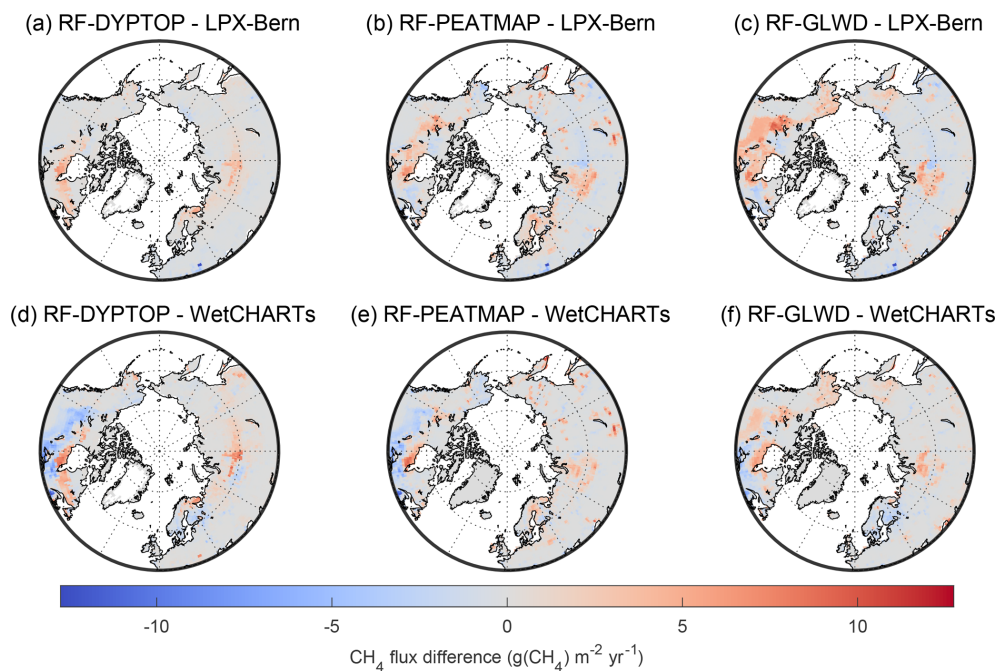 (a) RF-DYPTOP - LPX-Bern
(b) RF-PEATMAP - LPX-Bern
(c) RF-GLWD - LPX-Bern
(d) RF-DYPTOP - WetCHARTs
(e) RF-PEATMAP - WetCHARTs
(f) RF-GLWD - WetCHARTs
-10 -5 0 5 10
CH₄ flux difference (g(CH₄) m⁻² yr⁻¹)